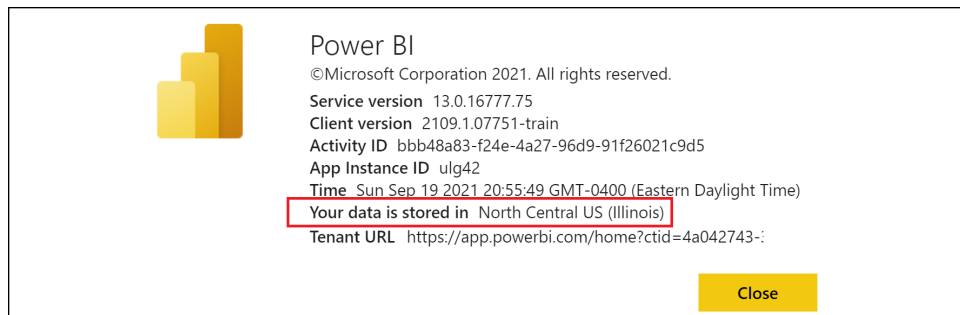 Power BI
©Microsoft Corporation 2021. All rights reserved.
Service version 13.0.16777.75
Client version 2109.1.07751-train
Activity ID bbb48a83-f24e-4a27-96d9-91f26021c9d5
App Instance ID ulg42
Time Sun Sep 19 2021 20:55:49 GMT-0400 (Eastern Daylight Time)
Your data is stored in North Central US (Illinois)
Tenant URL https://app.powerbi.com/home?ctid=4a042743-
Close